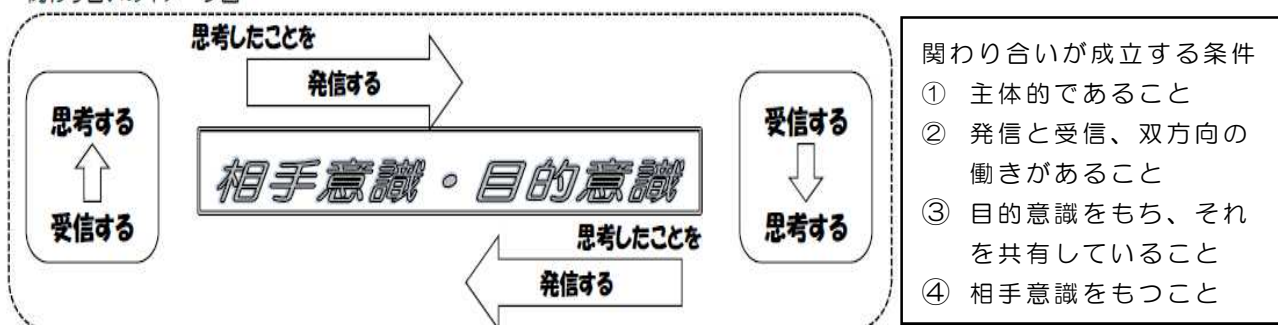 思考したことを
発信する
思考する
受信する
相手意識・目的意識
受信する
思考する
思考したことを
発信する
関わり合いが成立する条件
① 主体的であること
② 発信と受信、双方向の
働きがあること
③ 目的意識をもち、それ
を共有していること
④ 相手意識をもつこと